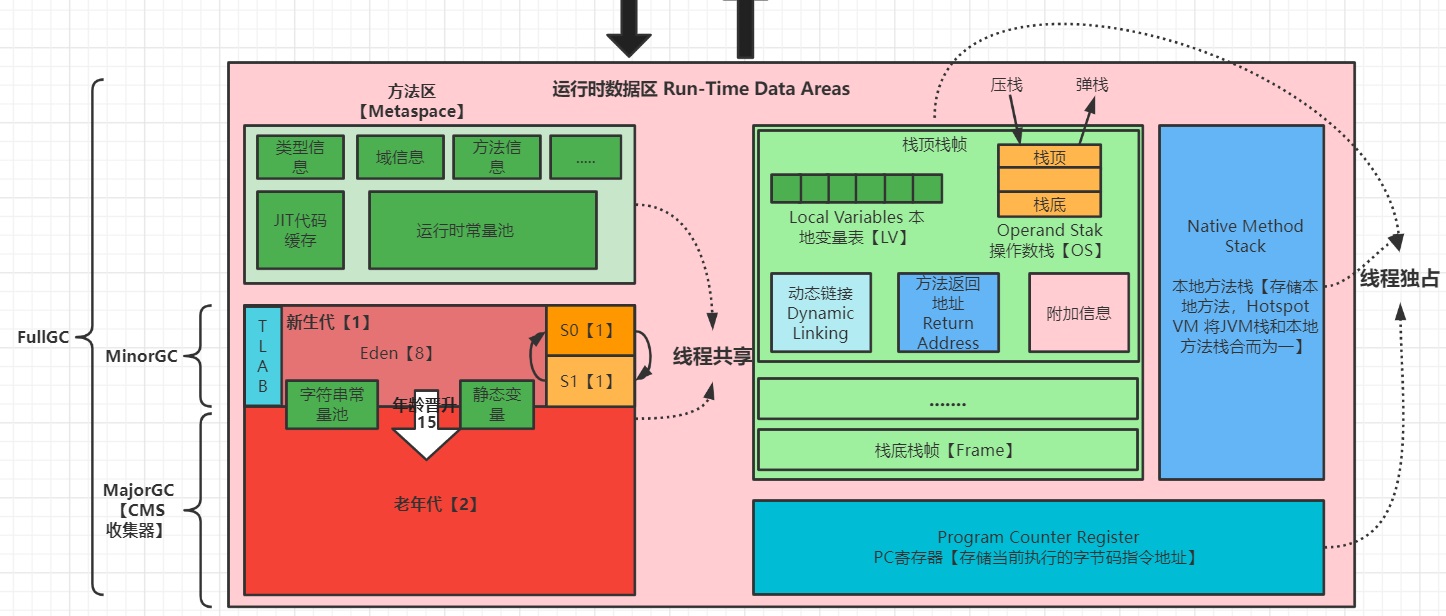 运行时数据区 Run-Time Data Areas
方法区
【Metaspace】
类型信
息
域信息
方法信
息
.....
JIT代码
缓存
运行时常量池
FullGC
MinorGC
MajorGC
【CMS
收集器】
T
L
A
B
新生代【1】
Eden【8】
S0【1】
S1【1】
字符串常
量池
年龄晋升
15
静态变
量
老年代【2】
线程共享
压栈
弹栈
栈顶栈帧
栈顶
栈底
Local Variables 本
地变量表【LV】
Operand Stak
操作数栈【OS】
动态链接
Dynamic
Linking
方法返回
地址
Return
Address
附加信息
.......
栈底栈帧【Frame】
Native Method
Stack
本地方法栈【存储本
地方法，Hotspot
VM 将JVM栈和本地
方法栈合而为一】
线程独占
Program Counter Register
PC寄存器【存储当前执行的字节码指令地址】